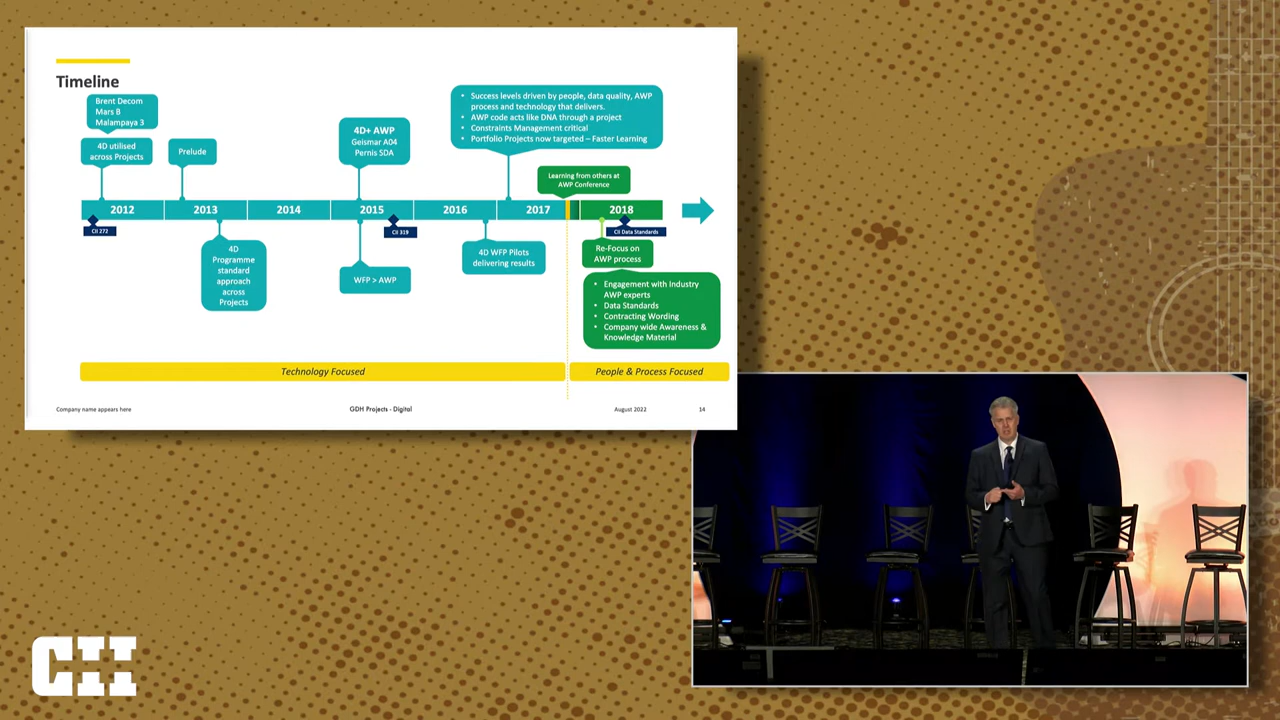 Timeline
Brent Decom
Mars B
Malampaya 3
4D utilised
across Projects
Prelude
4D+ AWP
Geismar A04
Pernis SDA
• Success levels driven by people, data quality, AWP
process and technology that delivers.
• AWP code acts like DNA through a project
• Constraints Management critical
• Portfolio Projects now targeted – Faster Learning
Learning from others at
AWP Conference
2012
2013
2014
2015
2016
2017
2018
CII 272
CII 319
CII Data Standards
4D
Programme
standard
approach
across
Projects
WFP > AWP
4D WFP Pilots
delivering results
Re-Focus on
AWP process
• Engagement with Industry
AWP experts
• Data Standards
• Contracting Wording
• Company wide Awareness &
Knowledge Material
Technology Focused
People & Process Focused
Company name appears here
GDH Projects - Digital
August 2022
14
CII